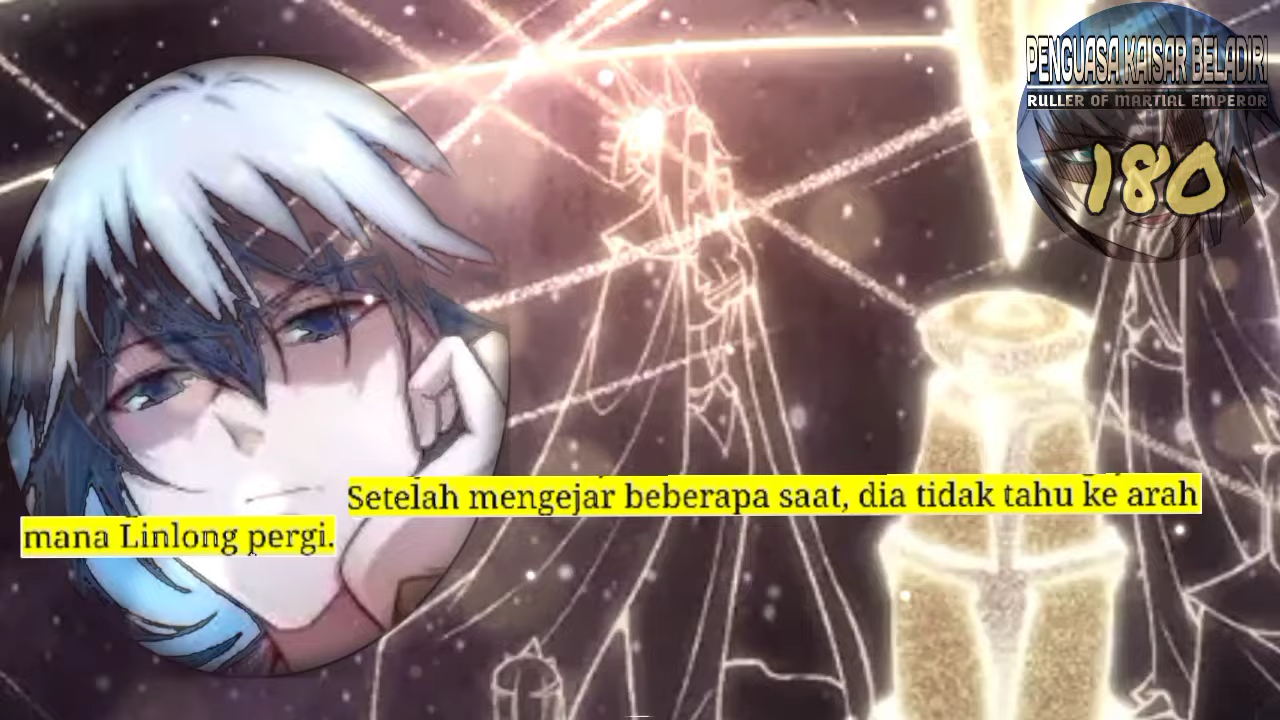 PENGUASA KAISAR BELADIRI
RULLER OF MARTIAL EMPEROR
180
Setelah mengejar beberapa saat, dia tidak tahu ke arah
mana Linlong pergi.